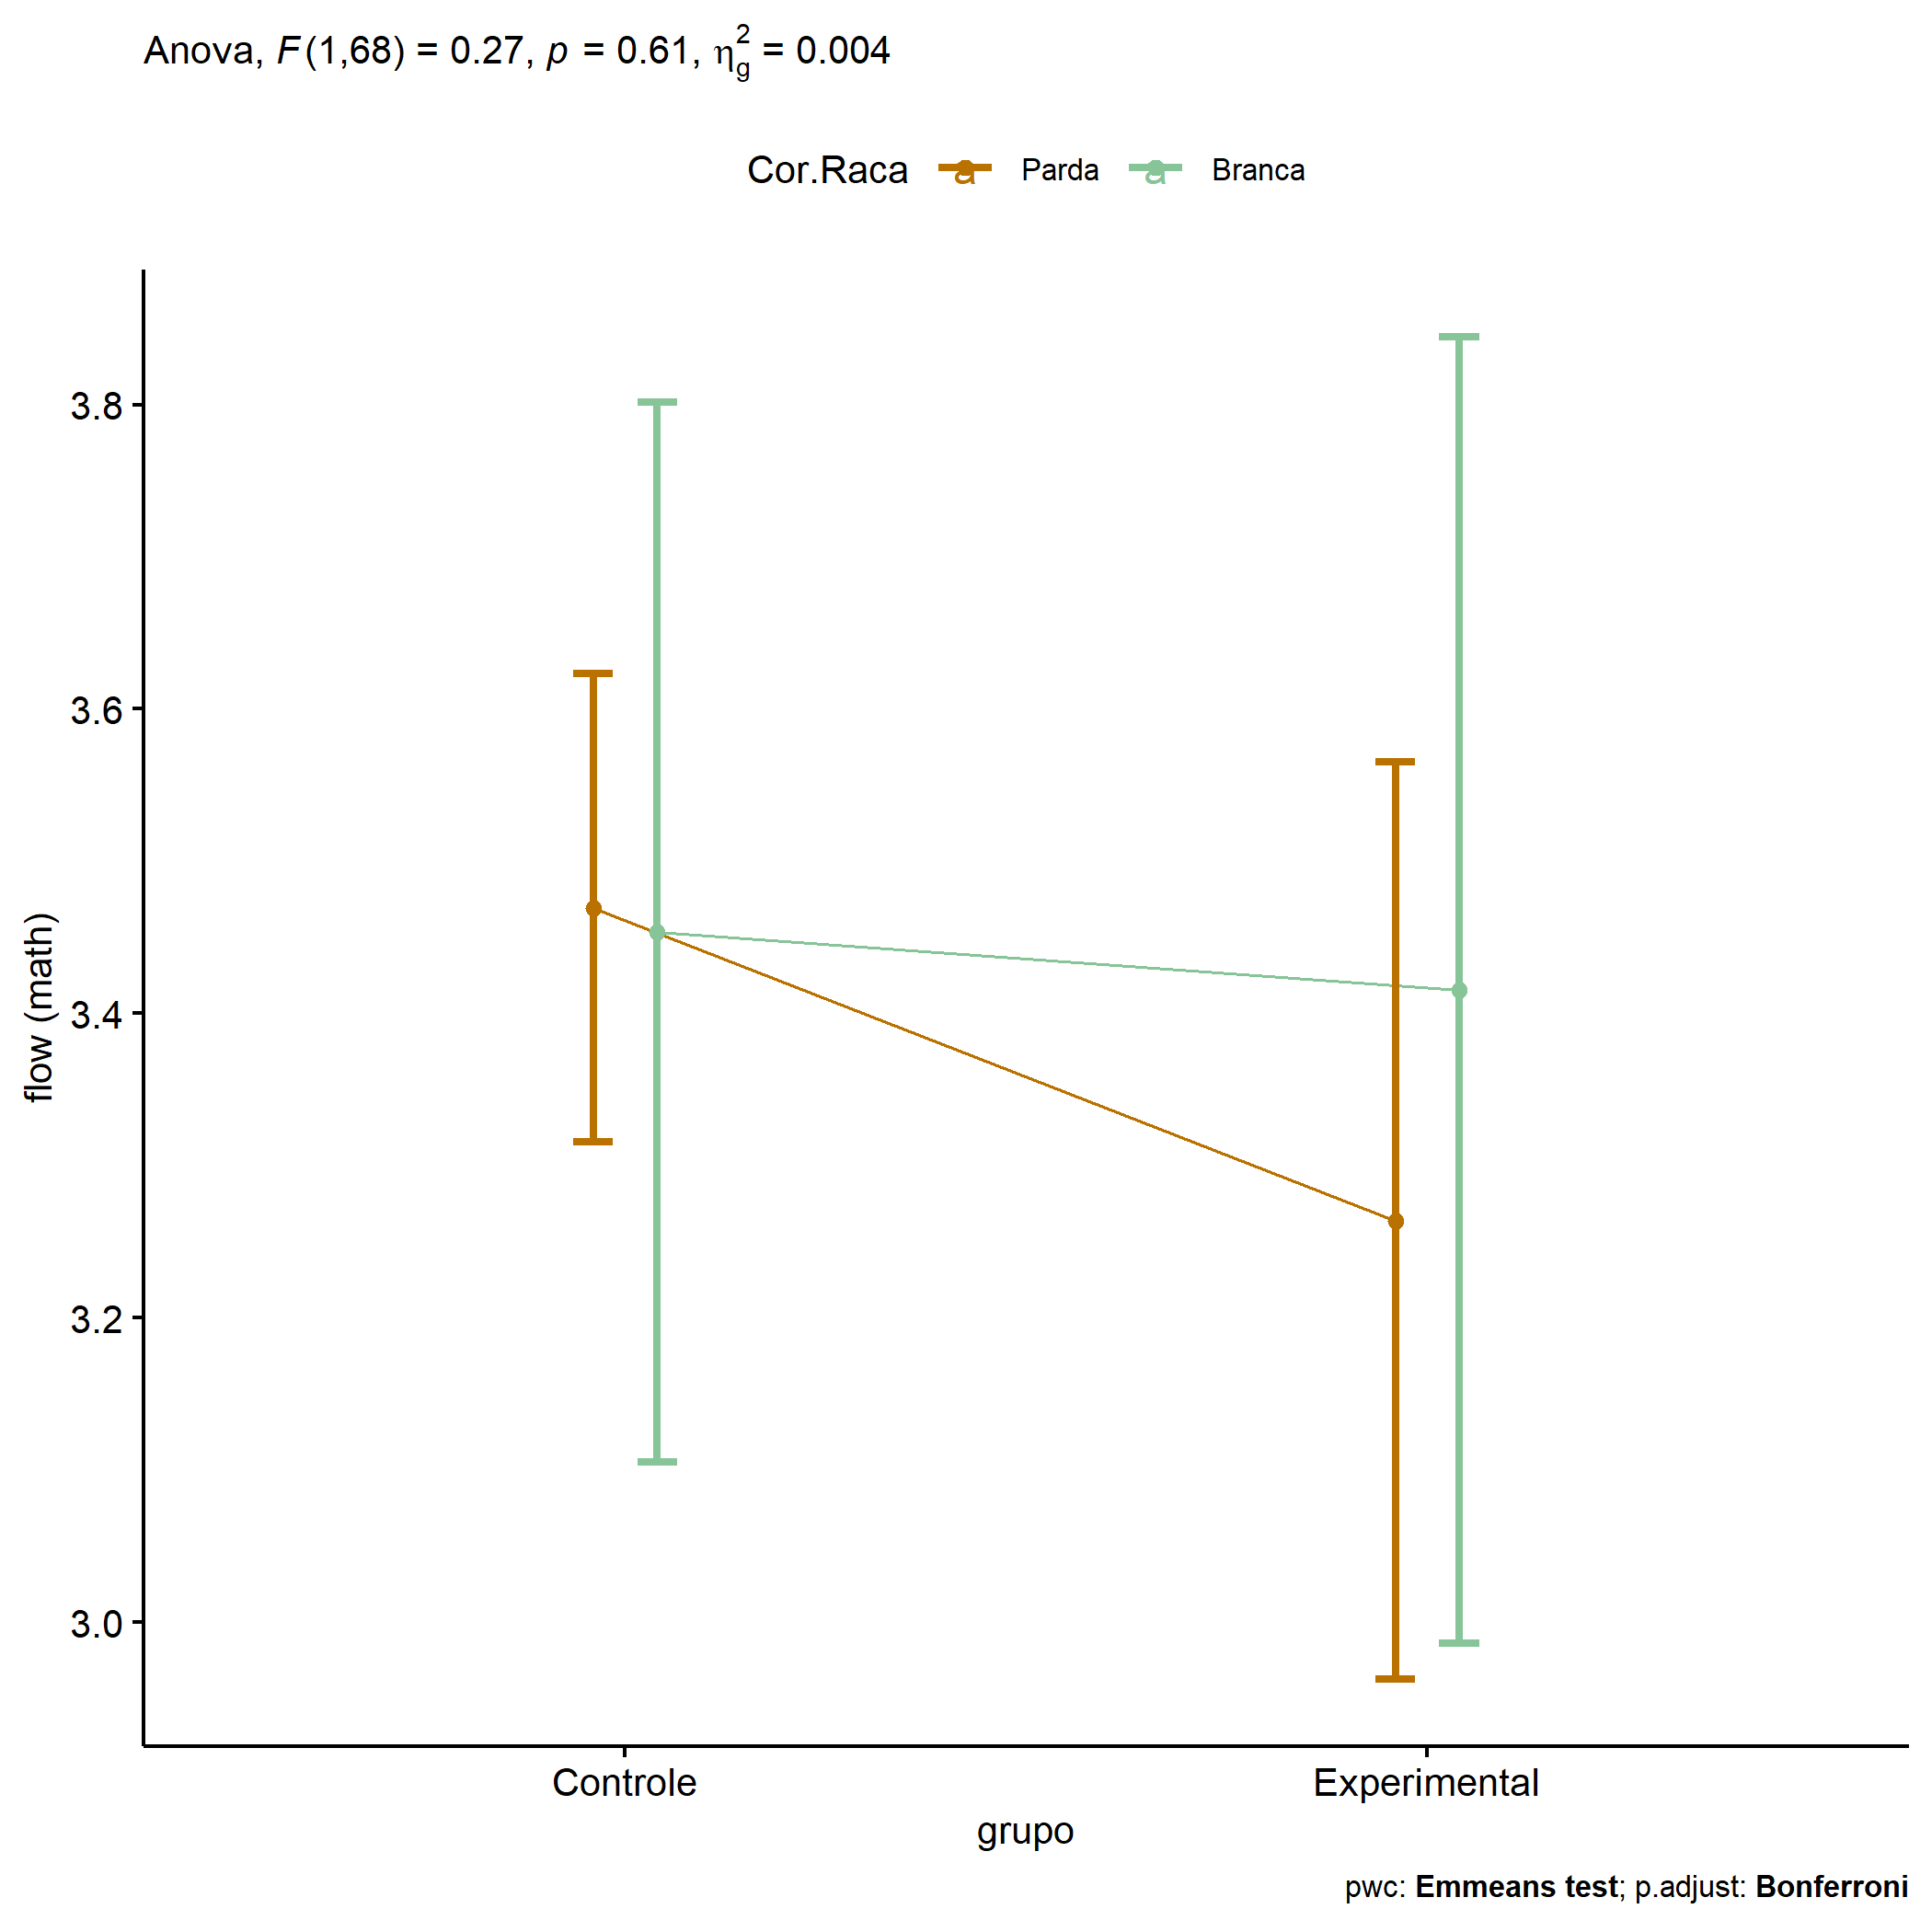 Anova, F(1,68) = 0.27, p = 0.61, η²g = 0.004
Cor.Raca a Parda a Branca
3.8
3.6
3.4
3.2
3.0
flow (math)
Controle Experimental
grupo
pwc: Emmeans test; p.adjust: Bonferroni